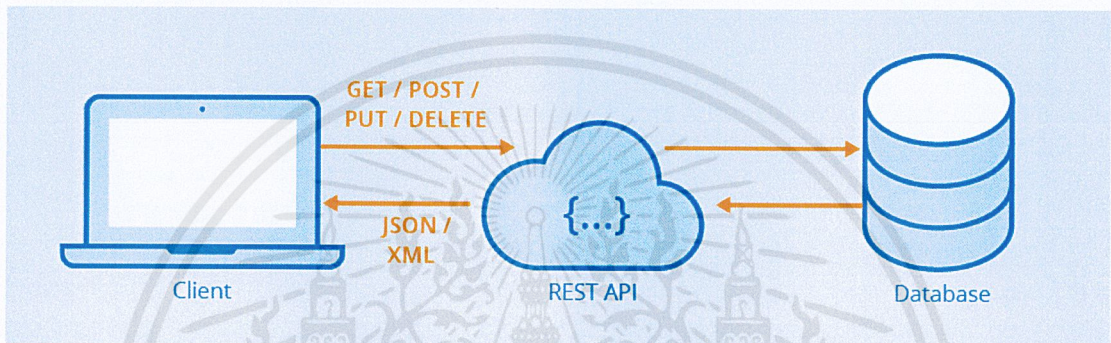 GET / POST /
PUT / DELETE
JSON /
XML
{...}
Client
REST API
Database